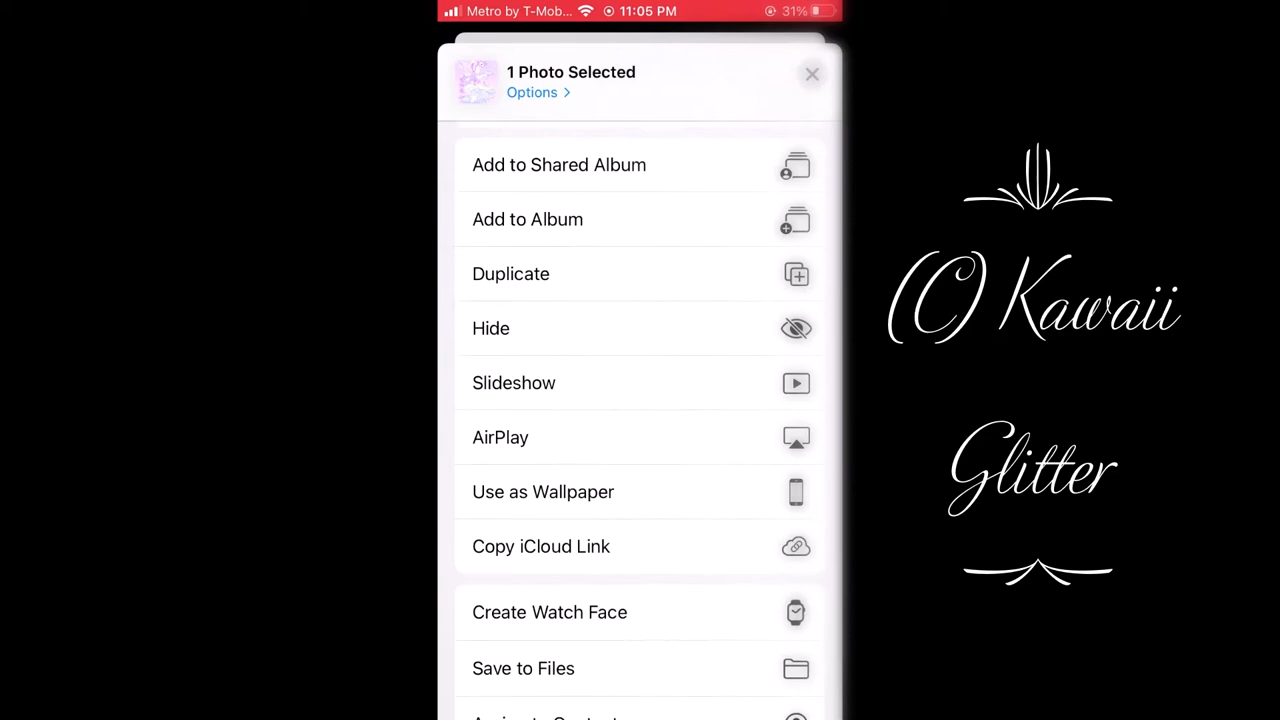 Metro by T-Mob... 11:05 PM 31%
1 Photo Selected
Options
Add to Shared Album
Add to Album
Duplicate
Hide
Slideshow
AirPlay
Use as Wallpaper
Copy iCloud Link
Create Watch Face
Save to Files
(C) Kawaii
Glitter